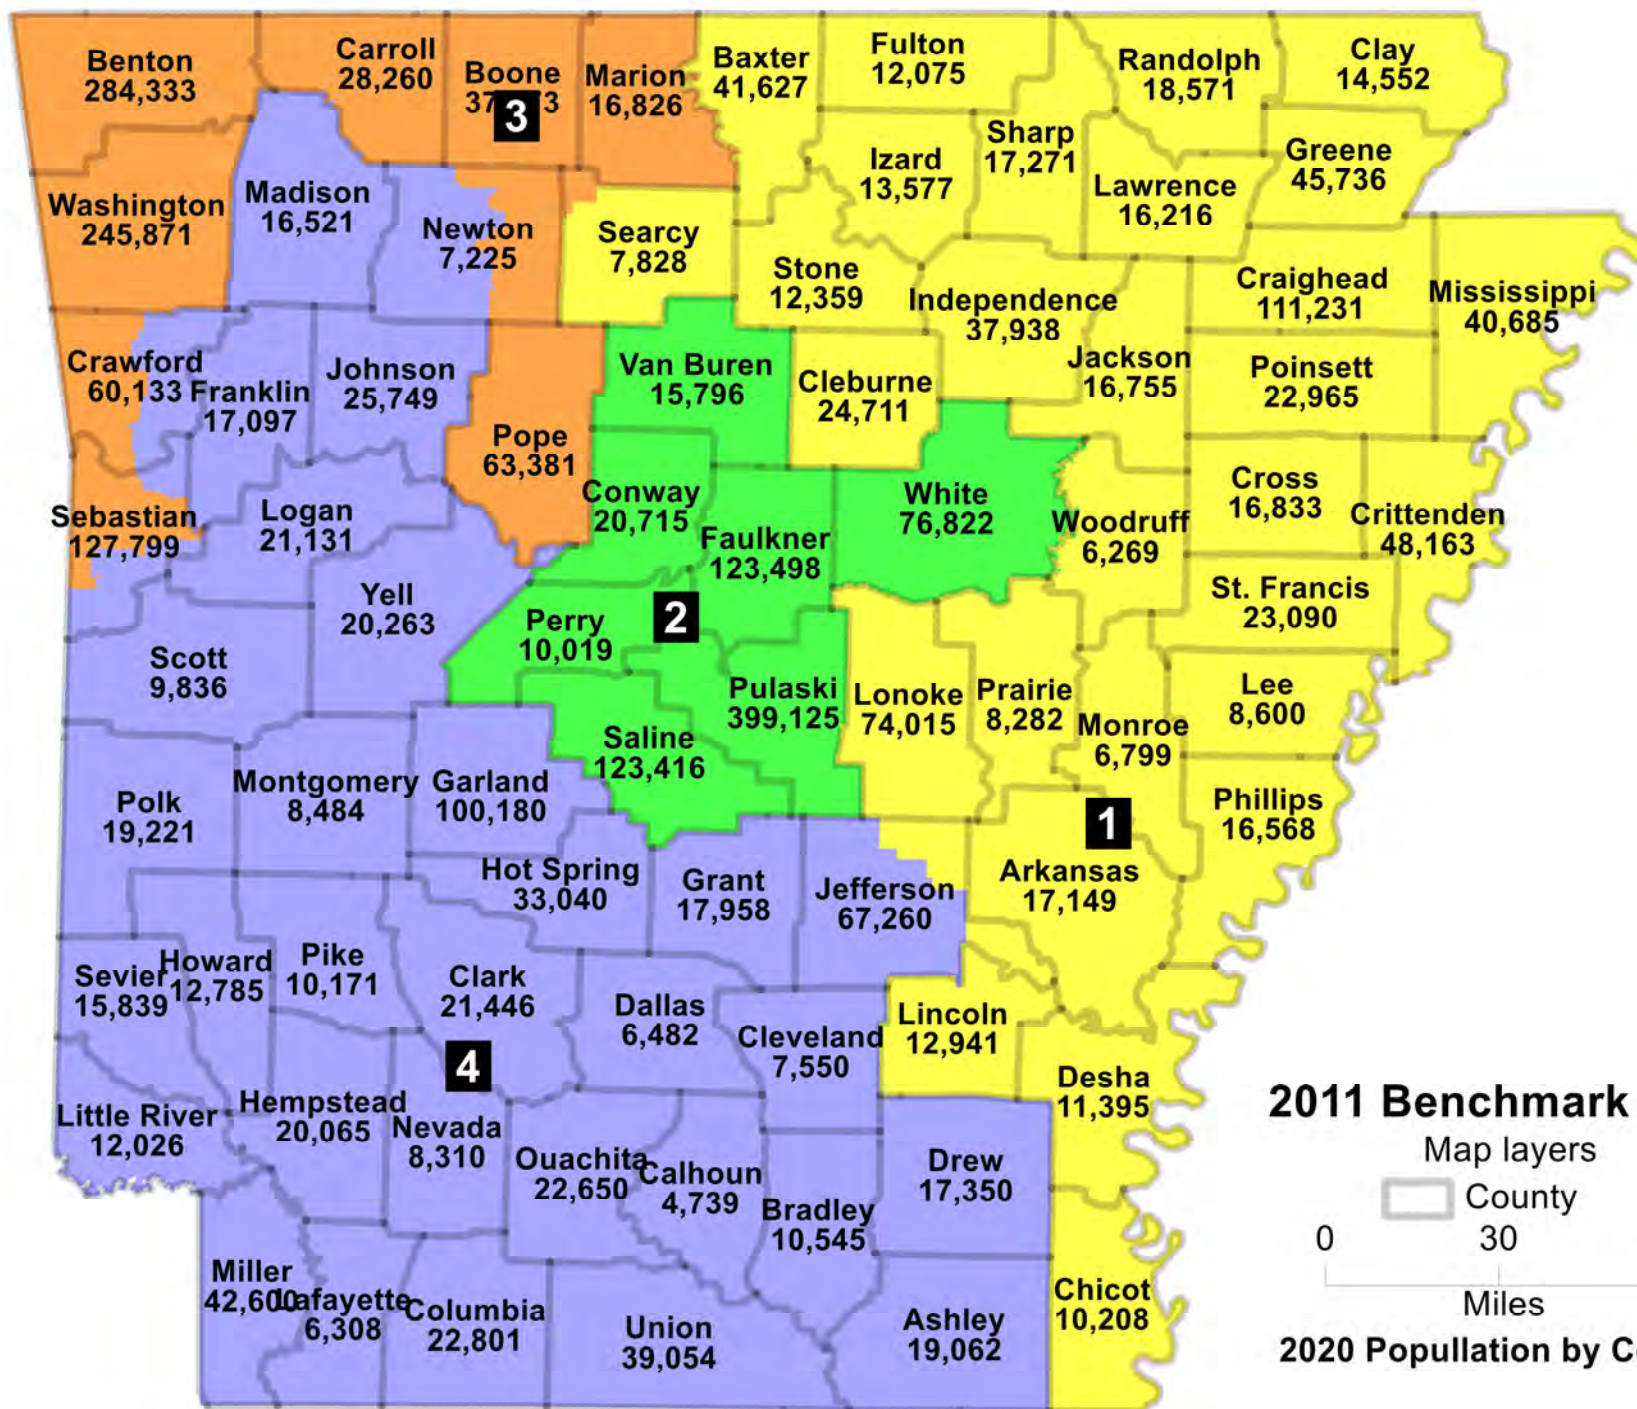 Benton
284,333
Carroll
28,260
Boone
3
Marion
16,826
Baxter
41,627
Fulton
12,075
Randolph
18,571
Clay
14,552
Washington
245,871
Madison
16,521
Newton
7,225
Searcy
7,828
Izard
13,577
Sharp
17,271
Lawrence
16,216
Greene
45,736
Stone
12,359
Independence
37,938
Craighead
111,231
Mississippi
40,685
Crawford
60,133
Franklin
17,097
Johnson
25,749
Pope
63,381
Van Buren
15,796
Cleburne
24,711
Jackson
16,755
Poinsett
22,965
Sebastian
127,799
Logan
21,131
Conway
20,715
Faulkner
123,498
White
76,822
Woodruff
6,269
Cross
16,833
Crittenden
48,163
Yell
20,263
Perry
10,019
2
St. Francis
23,090
Scott
9,836
Saline
123,416
Pulaski
399,125
Lonoke
74,015
Prairie
8,282
Monroe
6,799
Lee
8,600
Polk
19,221
Montgomery
8,484
Garland
100,180
Hot Spring
33,040
Grant
17,958
Jefferson
67,260
1
Arkansas
17,149
Phillips
16,568
Sevier
15,839
Howard
12,785
Pike
10,171
Clark
21,446
4
Dallas
6,482
Cleveland
7,550
Lincoln
12,941
Desha
11,395
Little River
12,026
Hempstead
20,065
Nevada
8,310
Ouachita
22,650
Calhoun
4,739
Bradley
10,545
Drew
17,350
Miller
42,600
Lafayette
6,308
Columbia
22,801
Union
39,054
Ashley
19,062
Chicot
10,208
2011 Benchmark
Map layers
County
0 30
Miles
2020 Popullation by